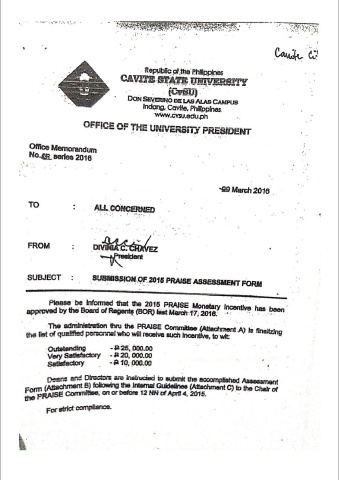 Cavite Ci
Republic of the Philippines
CAVITE STATE UNIVERSITY
(CvSU)
DON SEVERINO DE LAS ALAS CAMPUS
Indang, Cavite, Philippines
www.cvsu.edu.ph
OFFICE OF THE UNIVERSITY PRESIDENT
Office Memorandum
No. series 2016
March 2016
TO : ALL CONCERNED
FROM : DIVINIA C. CHAVEZ
President
SUBJECT : SUBMISSION OF 2015 PRAISE ASSESSMENT FORM
Please be informed that the 2015 PRAISE Monetary Incentive has been
approved by the Board of Regents (BOR) last March 17, 2016.
The administration thru the PRAISE Committee (Attachment A) is finalizing
the list of qualified personnel who will receive such incentive, to wit:
Outstanding - ₱ 25, 000.00
Very Satisfactory - ₱ 20, 000.00
Satisfactory - ₱ 10, 000.00
Deans and Directors are instructed to submit the accomplished Assessment
Form (Attachment B) following the Internal Guidelines (Attachment C) to the Chair of
the PRAISE Committee, on or before 12 NN of April 4, 2015.
For strict compliance.